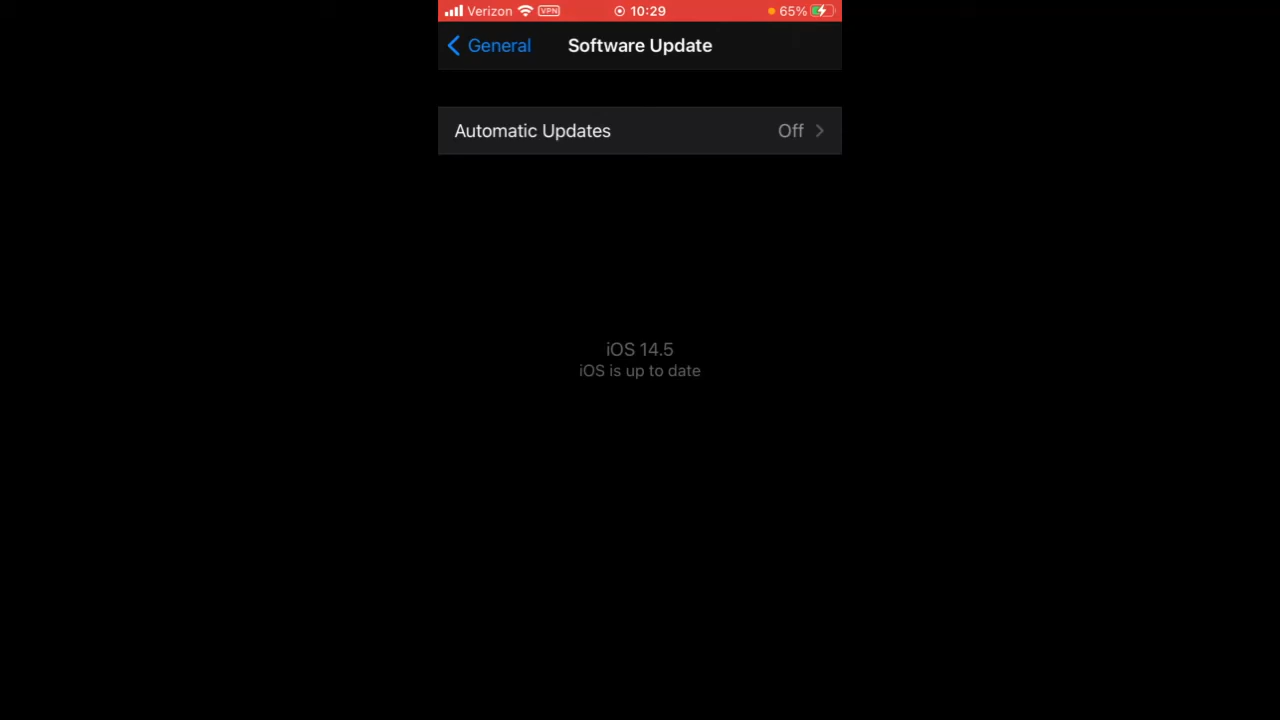 Verizon VPN 10:29 65%
General Software Update
Automatic Updates Off
iOS 14.5
iOS is up to date